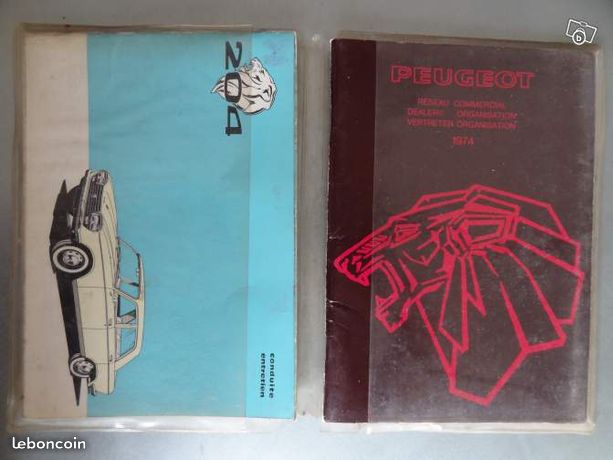 204
conduite
entretien
PEUGEOT
RESEAU COMMERCIAL
DEALERS ORGANISATION
VERTRETER ORGANISATION
1974
leboncoin